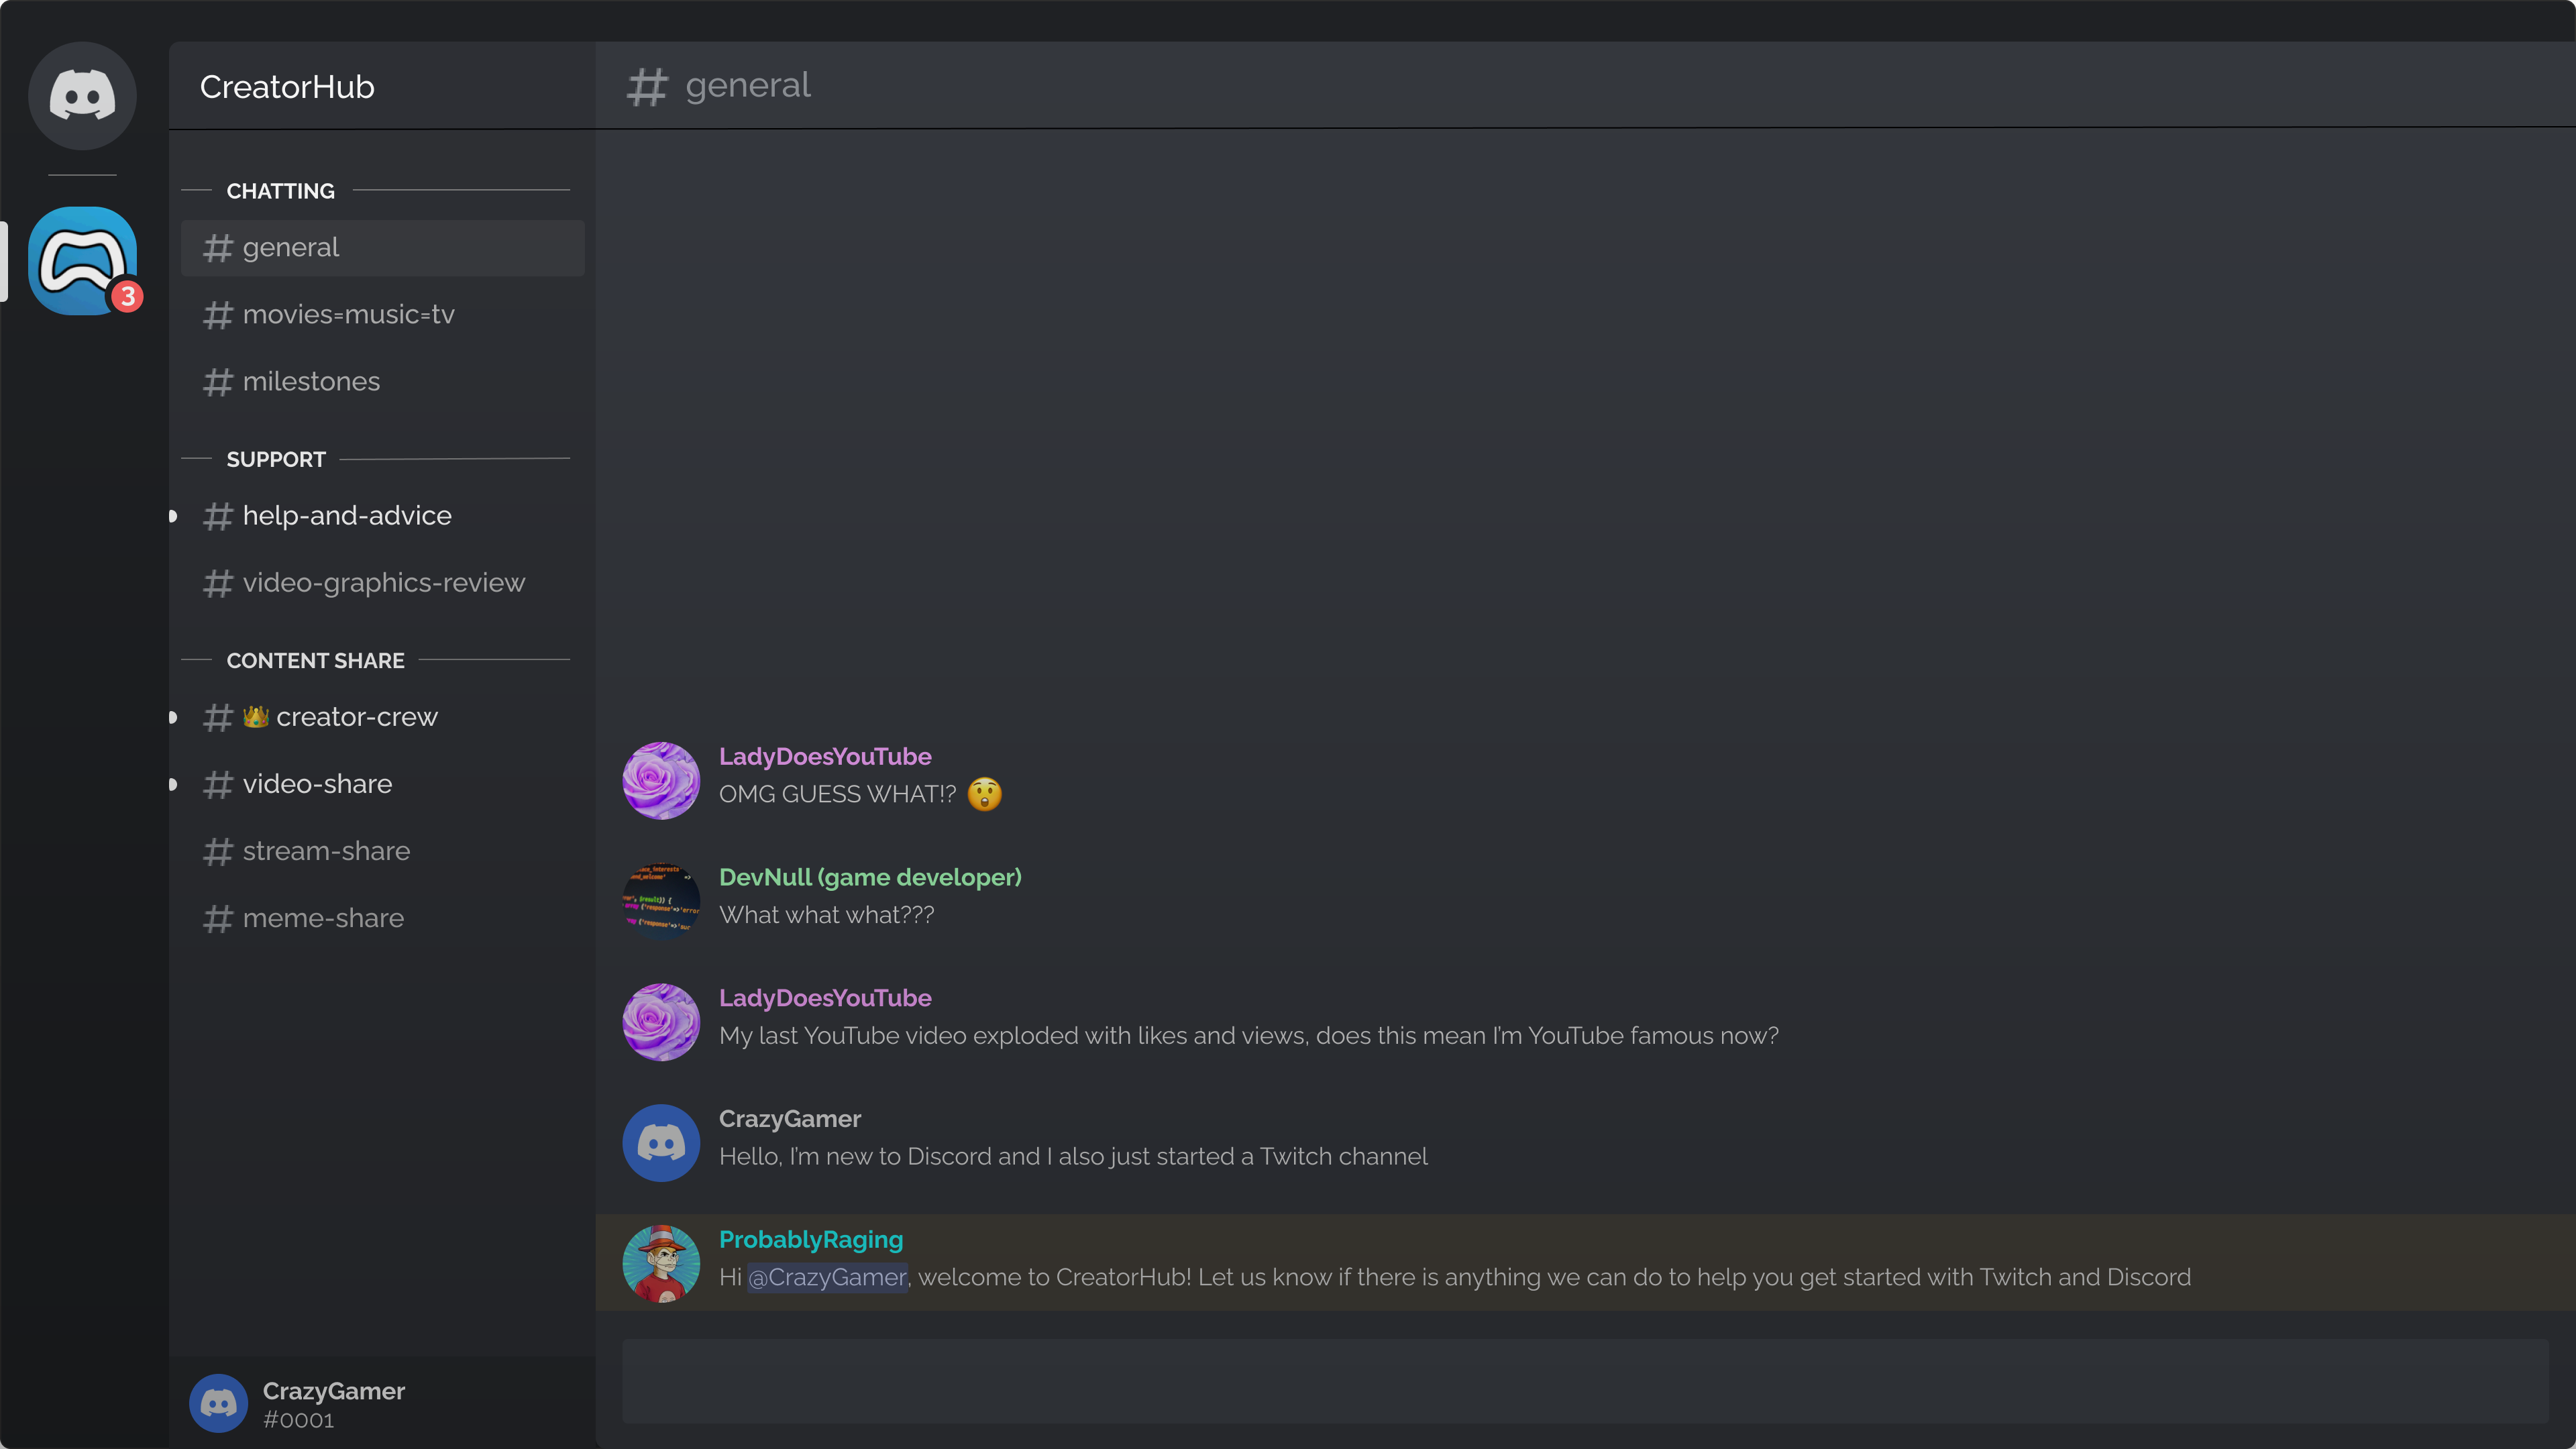 CreatorHub
# general
CHATTING
# general
# movies=music=tv
# milestones
SUPPORT
# help-and-advice
# video-graphics-review
CONTENT SHARE
# 👑 creator-crew
# video-share
# stream-share
# meme-share
3
LadyDoesYouTube
OMG GUESS WHAT!? 😲
DevNull (game developer)
What what what???
LadyDoesYouTube
My last YouTube video exploded with likes and views, does this mean I'm YouTube famous now?
CrazyGamer
Hello, I'm new to Discord and I also just started a Twitch channel
ProbablyRaging
Hi @CrazyGamer, welcome to CreatorHub! Let us know if there is anything we can do to help you get started with Twitch and Discord
CrazyGamer
#0001